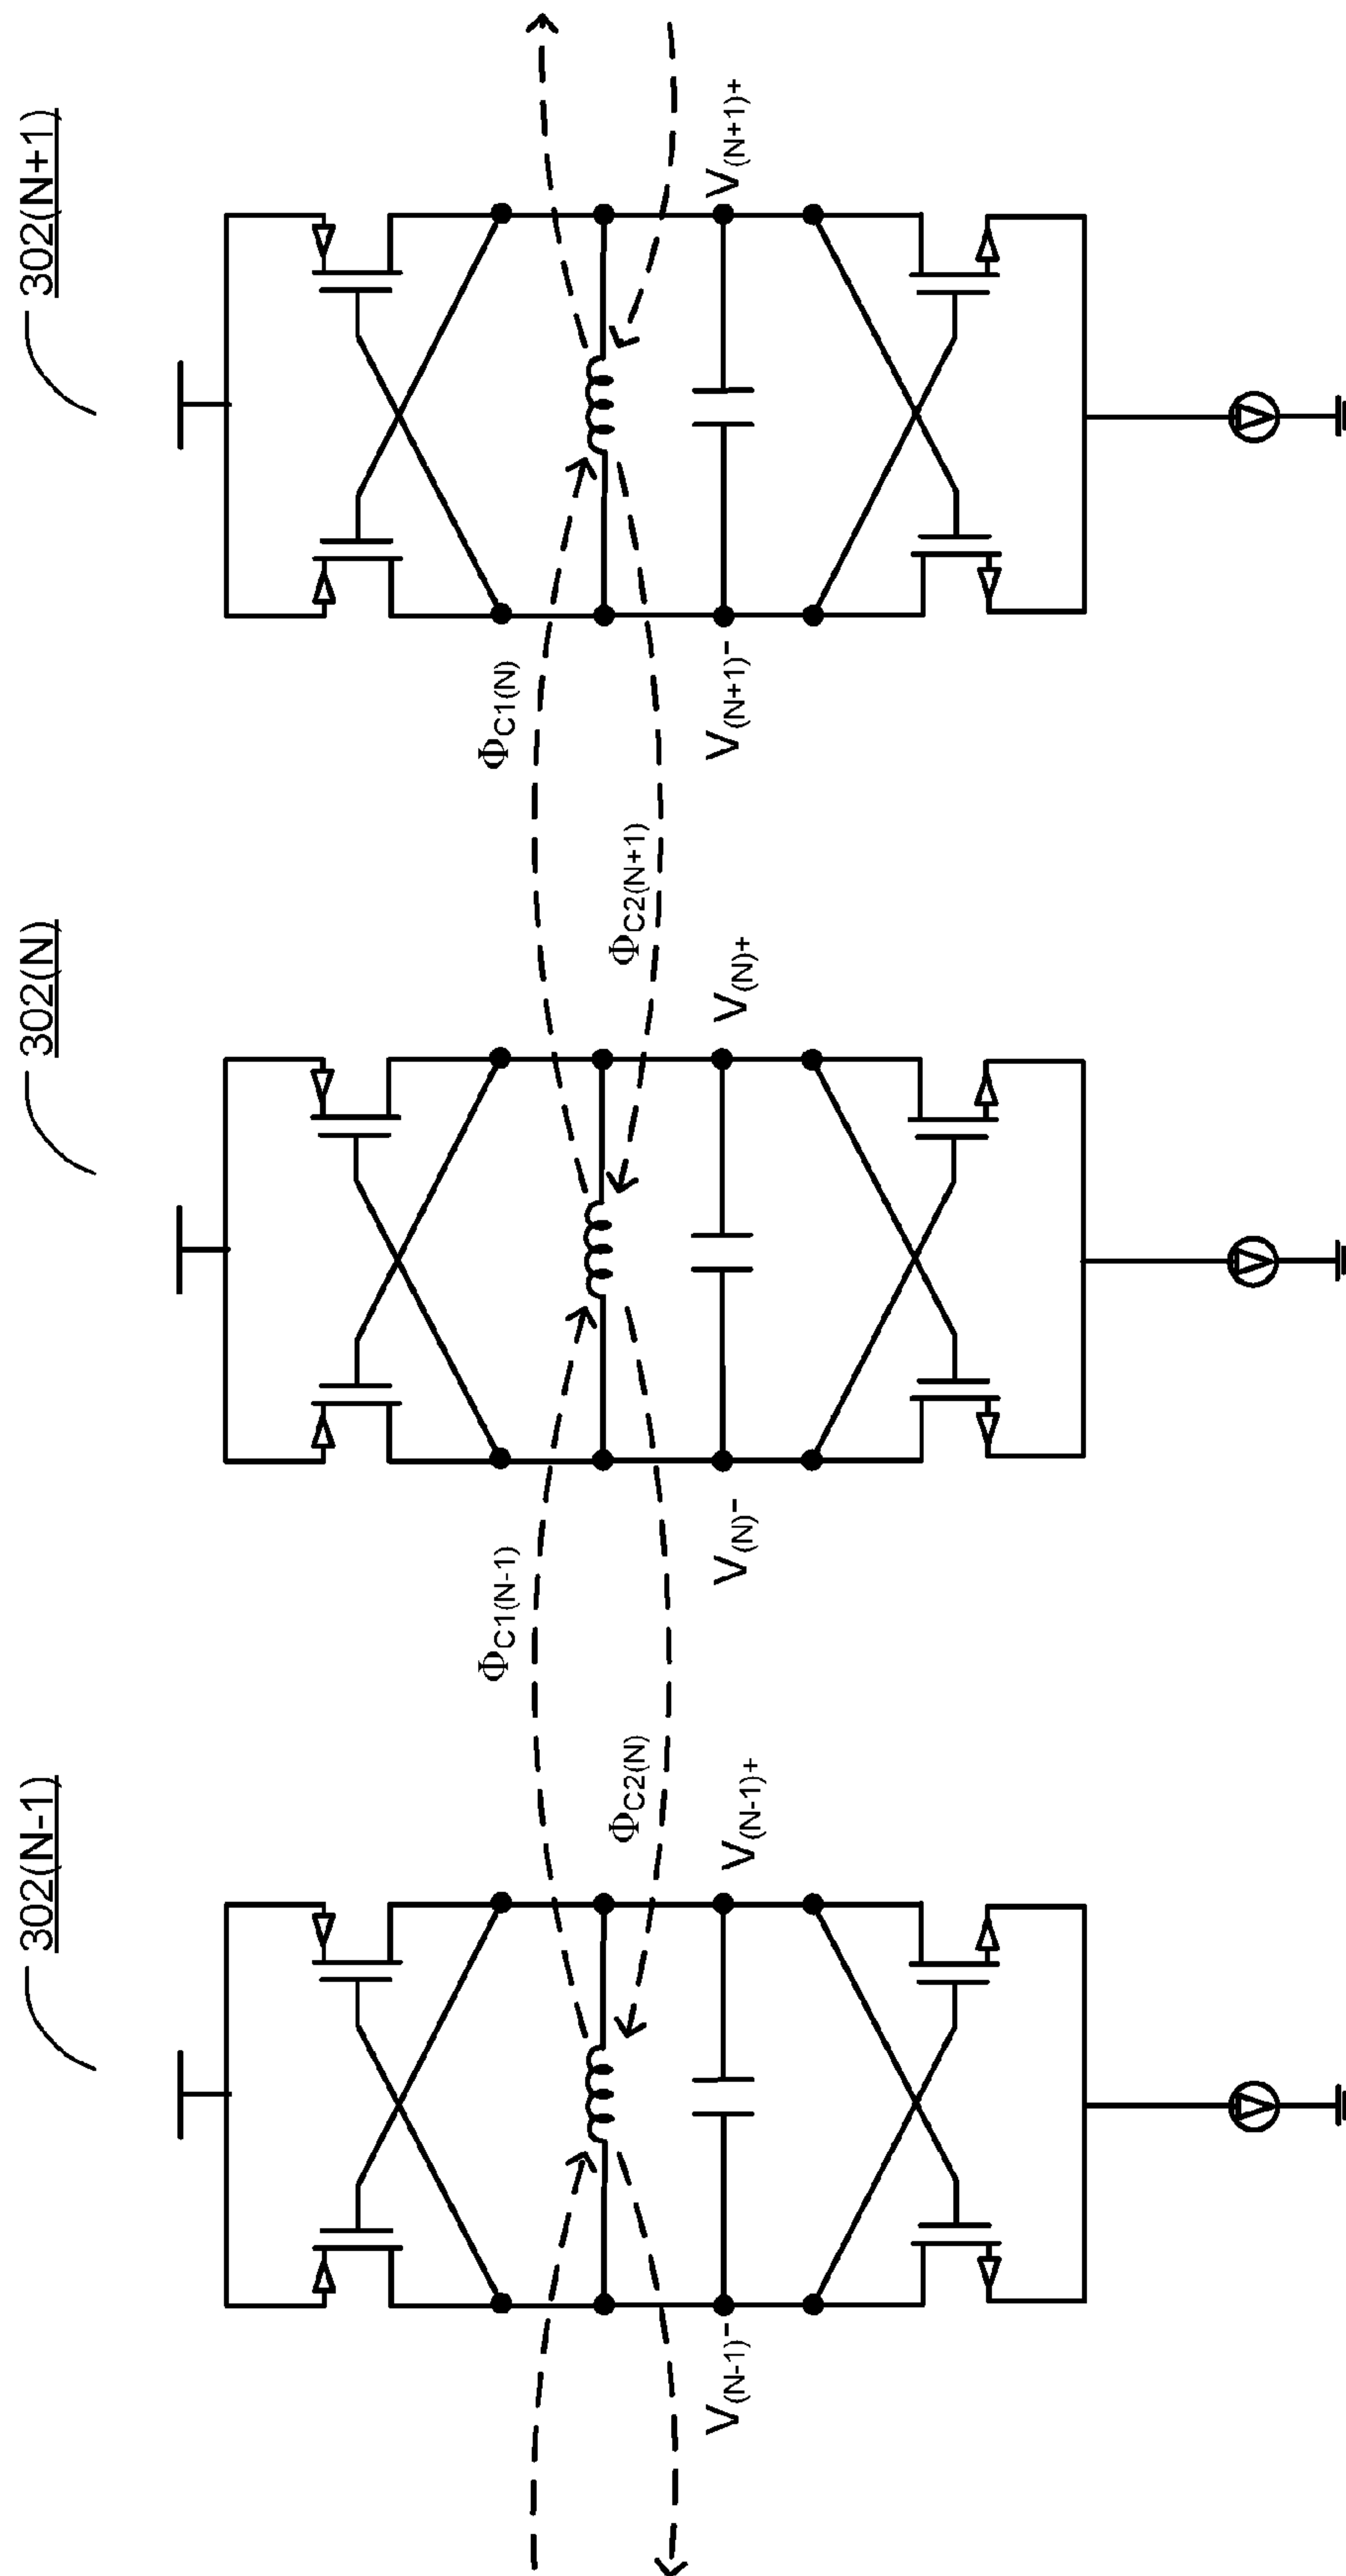 302(N-1)
302(N)
302(N+1)
ΦC1(N-1)
ΦC1(N)
ΦC2(N)
ΦC2(N+1)
V(N-1)-
V(N-1)+
V(N)-
V(N)+
V(N+1)-
V(N+1)+